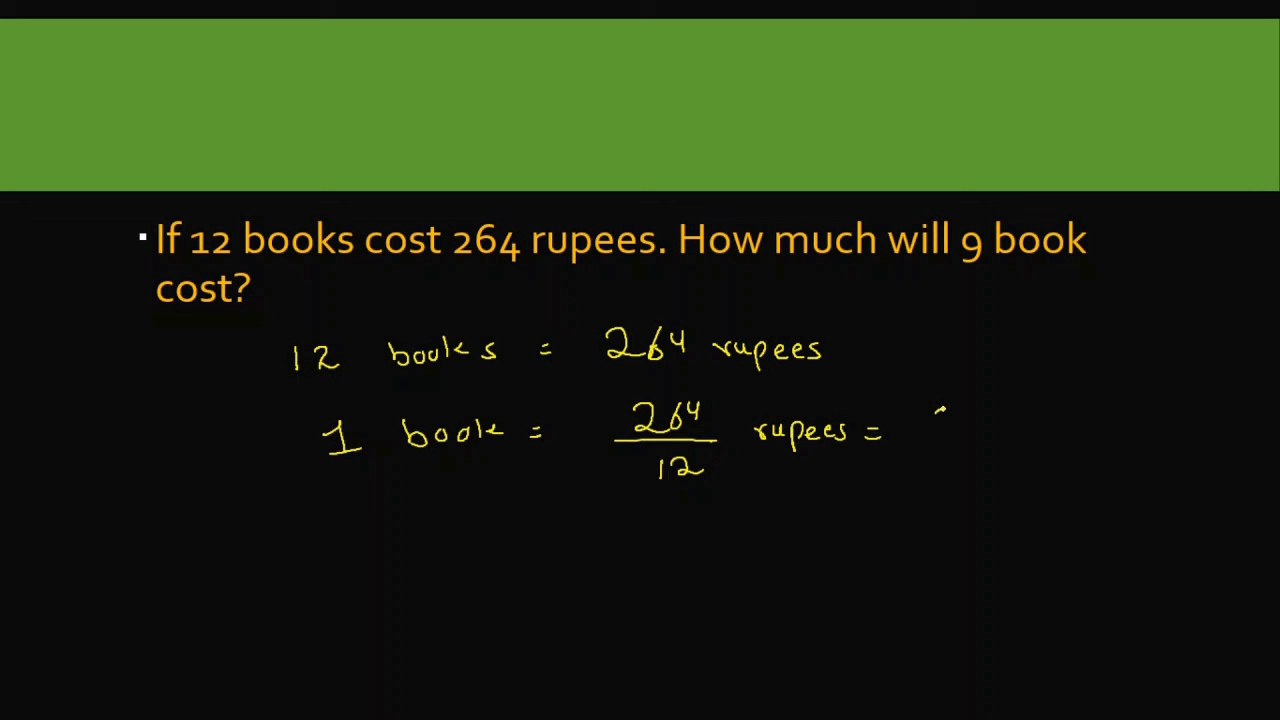 If 12 books cost 264 rupees. How much will 9 book
cost?
12 books = 264 rupees
1 book = 264/12 rupees =